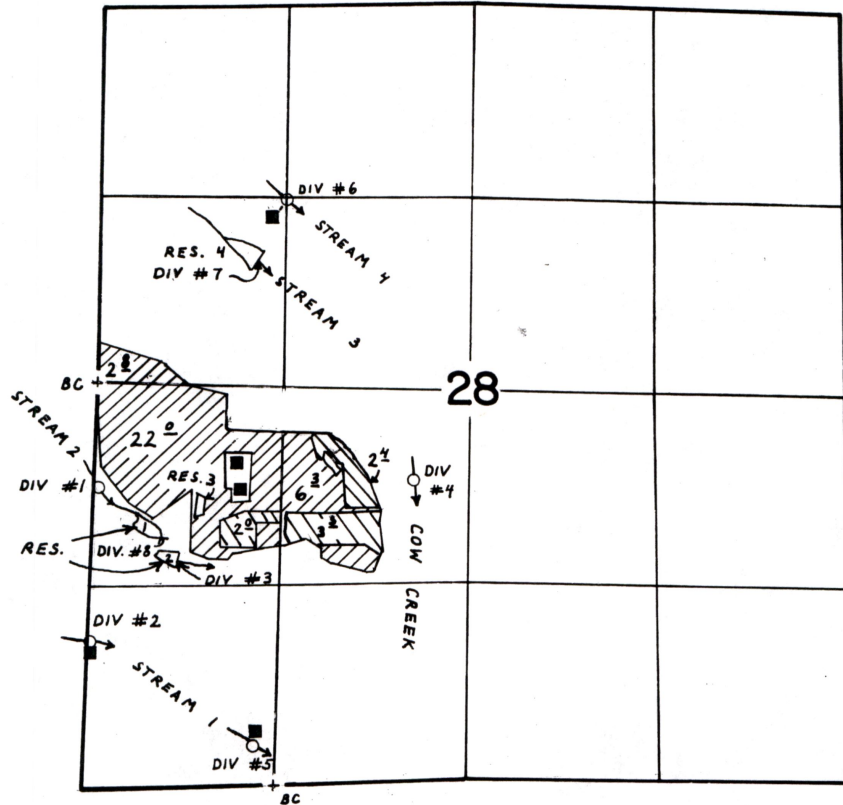 DIV #6
STREAM 4
RES. 4
DIV #7
STREAM 3
28
2 8
BC
STREAM 2
22 0
2 4
RES. 3
DIV #1
6 3
DIV #4
1
2 0
3 8
RES.
DIV. #8
2
DIV #3
COW CREEK
DIV #2
STREAM 1
DIV #5
BC